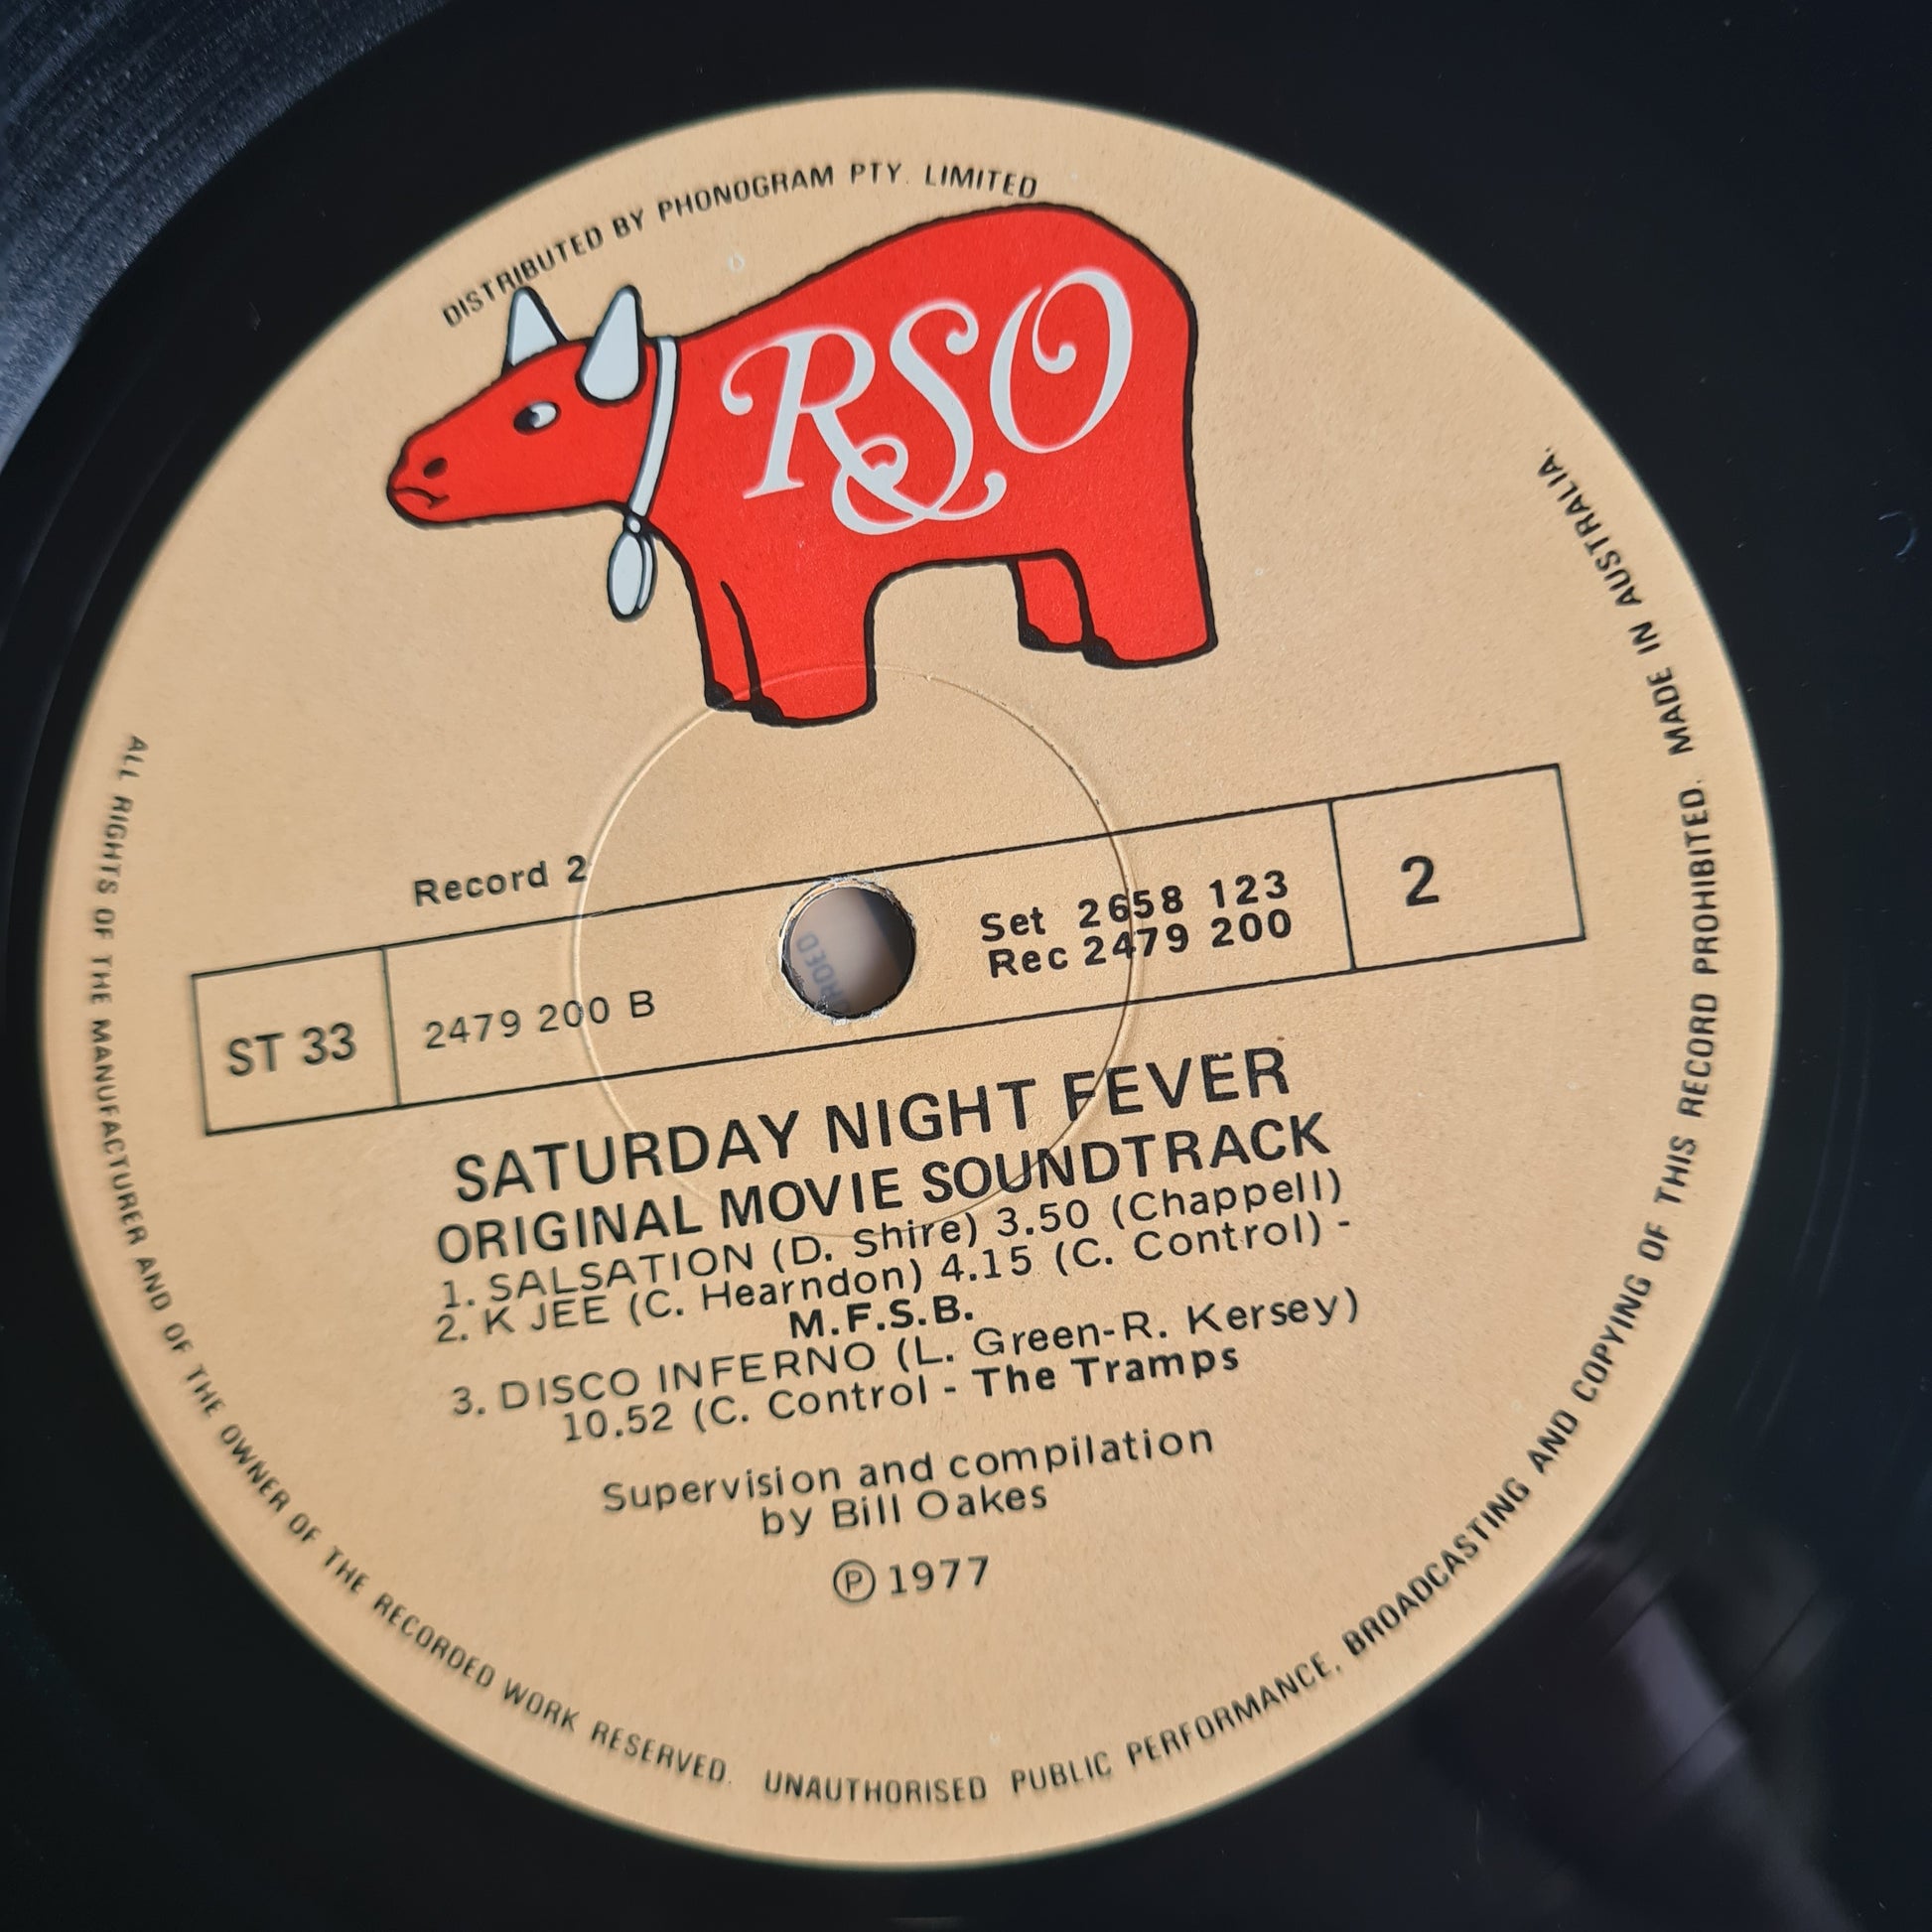 DISTRIBUTED BY PHONOGRAM PTY. LIMITED
RSO
Record 2
ST 33
2479 200 B
Set 2658 123
Rec 2479 200
2
SATURDAY NIGHT FEVER
ORIGINAL MOVIE SOUNDTRACK
1. SALSATION (D. Shire) 3.50 (Chappell)
2. K JEE (C. Hearndon) 4.15 (C. Control) -
M.F.S.B.
3. DISCO INFERNO (L. Green-R. Kersey)
10.52 (C. Control - The Tramps
Supervision and compilation
by Bill Oakes
℗ 1977
ALL RIGHTS OF THE MANUFACTURER AND OF THE OWNER OF THE RECORDED WORK RESERVED. UNAUTHORISED PUBLIC PERFORMANCE, BROADCASTING AND COPYING OF THIS RECORD PROHIBITED. MADE IN AUSTRALIA.